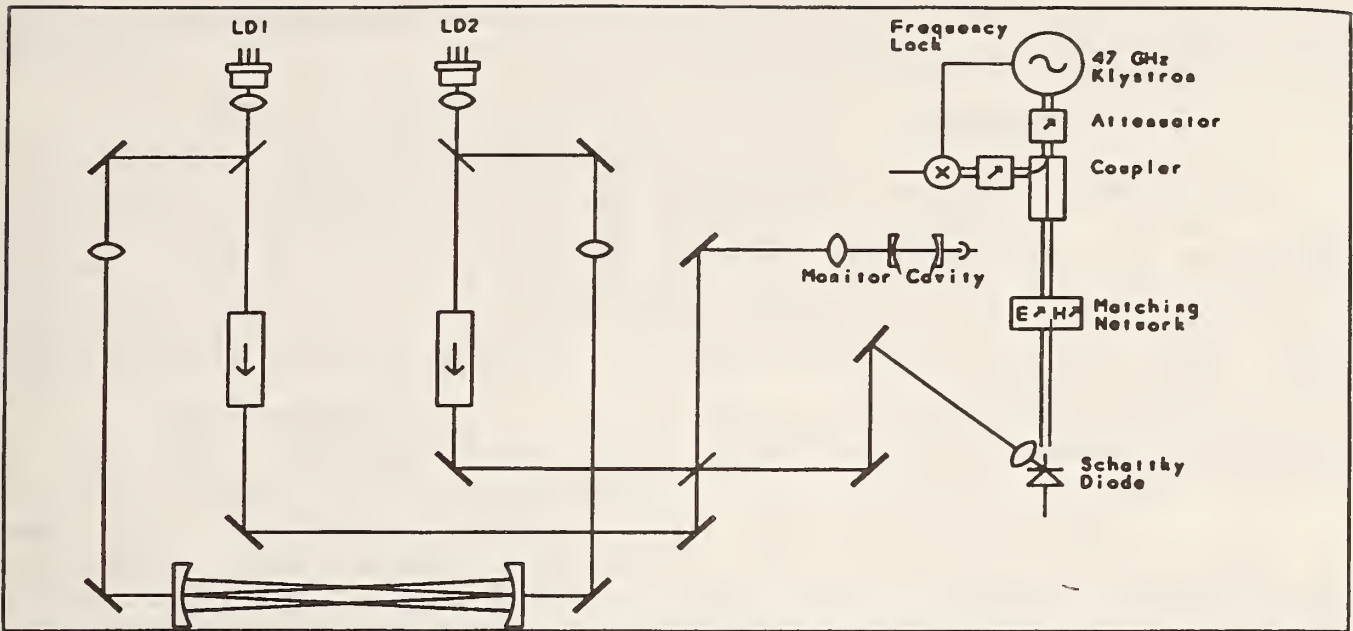 LD1
LD2
Frequency
Lock
47 GHz
Klystron
Attenuator
Coupler
Monitor Cavity
E H
Matching
Network
Schottky
Diode